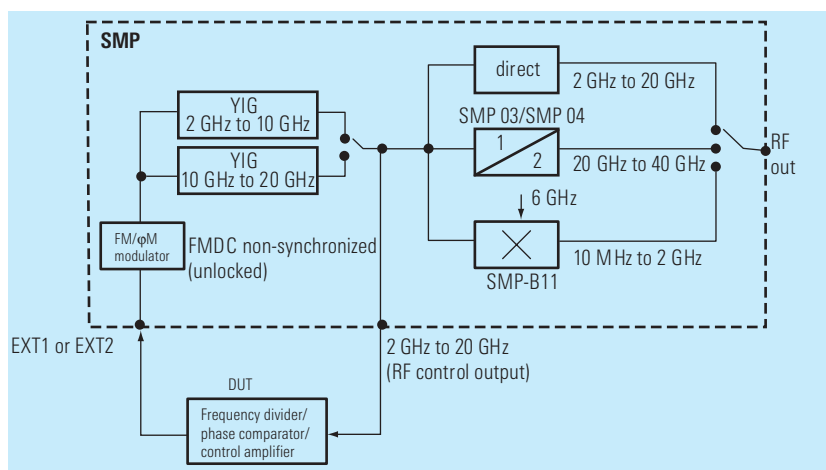 SMP
direct
2 GHz to 20 GHz
YIG
2 GHz to 10 GHz
SMP 03/SMP 04
1
2
20 GHz to 40 GHz
RF
out
YIG
10 GHz to 20 GHz
6 GHz
FM/φM
modulator
FMDC non-synchronized
(unlocked)
10 MHz to 2 GHz
SMP-B11
EXT1 or EXT2
2 GHz to 20 GHz
(RF control output)
DUT
Frequency divider/
phase comparator/
control amplifier